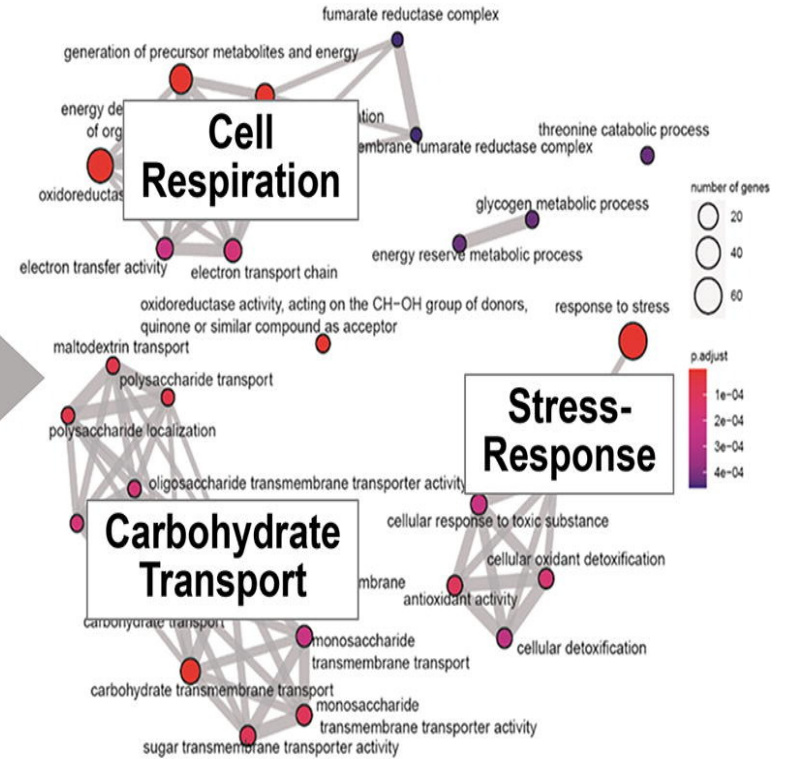 fumarate reductase complex
generation of precursor metabolites and energy
energy de
of org
Cell
Respiration
tion
embrane fumarate reductase complex
threonine catabolic process
oxidoreductas
glycogen metabolic process
energy reserve metabolic process
electron transfer activity
electron transport chain
number of genes
20
40
60
oxidoreductase activity, acting on the CH−OH group of donors,
quinone or similar compound as acceptor
response to stress
maltodextrin transport
polysaccharide transport
polysaccharide localization
p.adjust
1e−04
2e−04
3e−04
4e−04
Stress-
Response
oligosaccharide transmembrane transporter activity
cellular response to toxic substance
Carbohydrate
Transport
mbrane
cellular oxidant detoxification
antioxidant activity
cellular detoxification
carbohydrate transport
monosaccharide
transmembrane transport
carbohydrate transmembrane transport
monosaccharide
transmembrane transporter activity
sugar transmembrane transporter activity